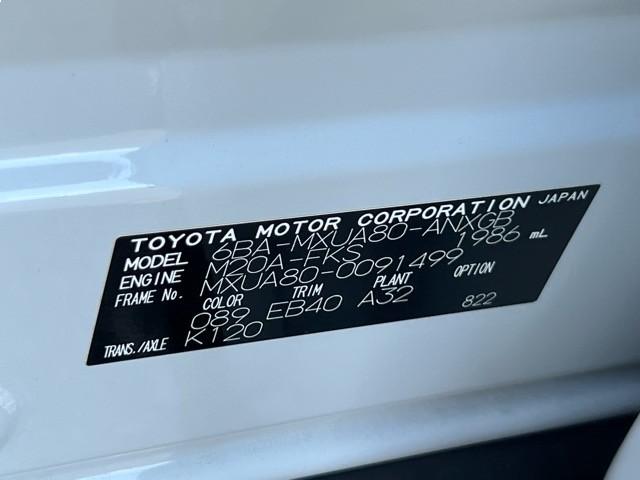 TOYOTA MOTOR CORPORATION JAPAN
MODEL 6BA-MXUA80-ANXGB
ENGINE M20A-FKS 1986 mL
FRAME No. MXUA80-0091499
COLOR TRIM PLANT OPTION
089 EB40 A32 822
TRANS./AXLE K120